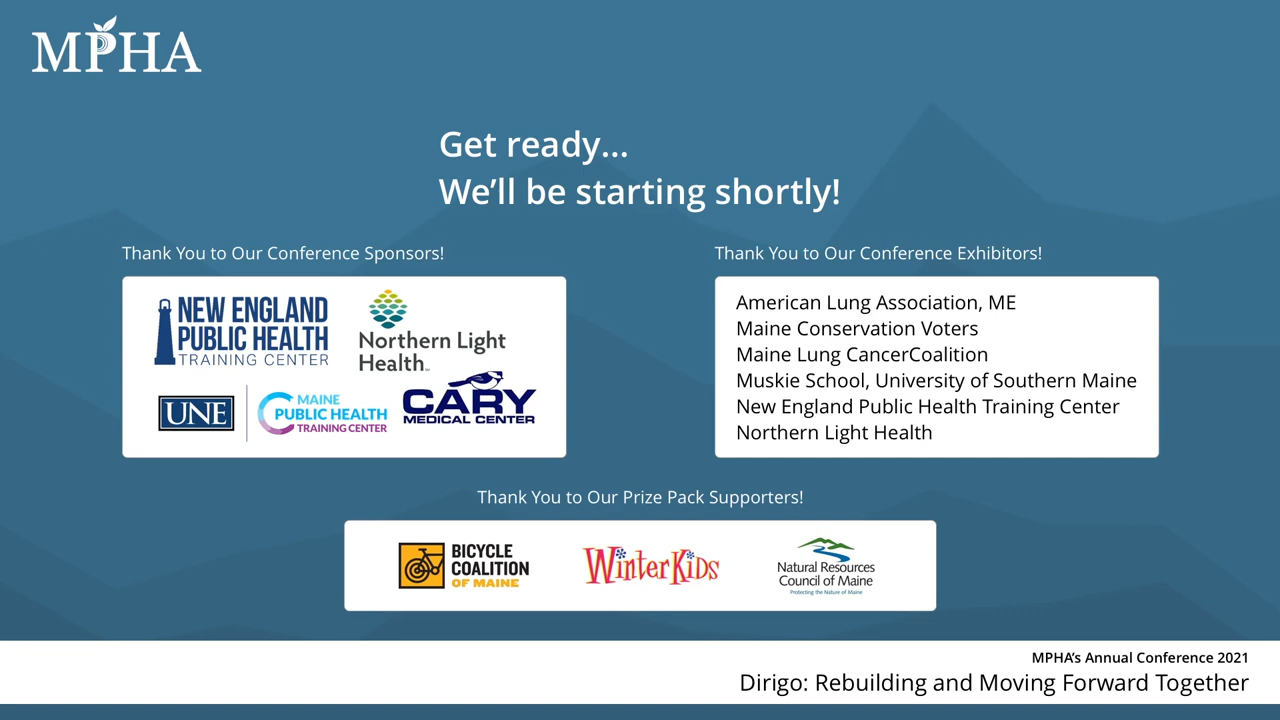 MPHA
Get ready...
We'll be starting shortly!
Thank You to Our Conference Sponsors!
NEW ENGLAND
PUBLIC HEALTH
TRAINING CENTER
Northern Light
Health
UNE
MAINE
PUBLIC HEALTH
TRAINING CENTER
CARY
MEDICAL CENTER
Thank You to Our Conference Exhibitors!
American Lung Association, ME
Maine Conservation Voters
Maine Lung CancerCoalition
Muskie School, University of Southern Maine
New England Public Health Training Center
Northern Light Health
Thank You to Our Prize Pack Supporters!
BICYCLE
COALITION
OF MAINE
WinterKids
Natural Resources
Council of Maine
Protecting the Nature of Maine
MPHA's Annual Conference 2021
Dirigo: Rebuilding and Moving Forward Together